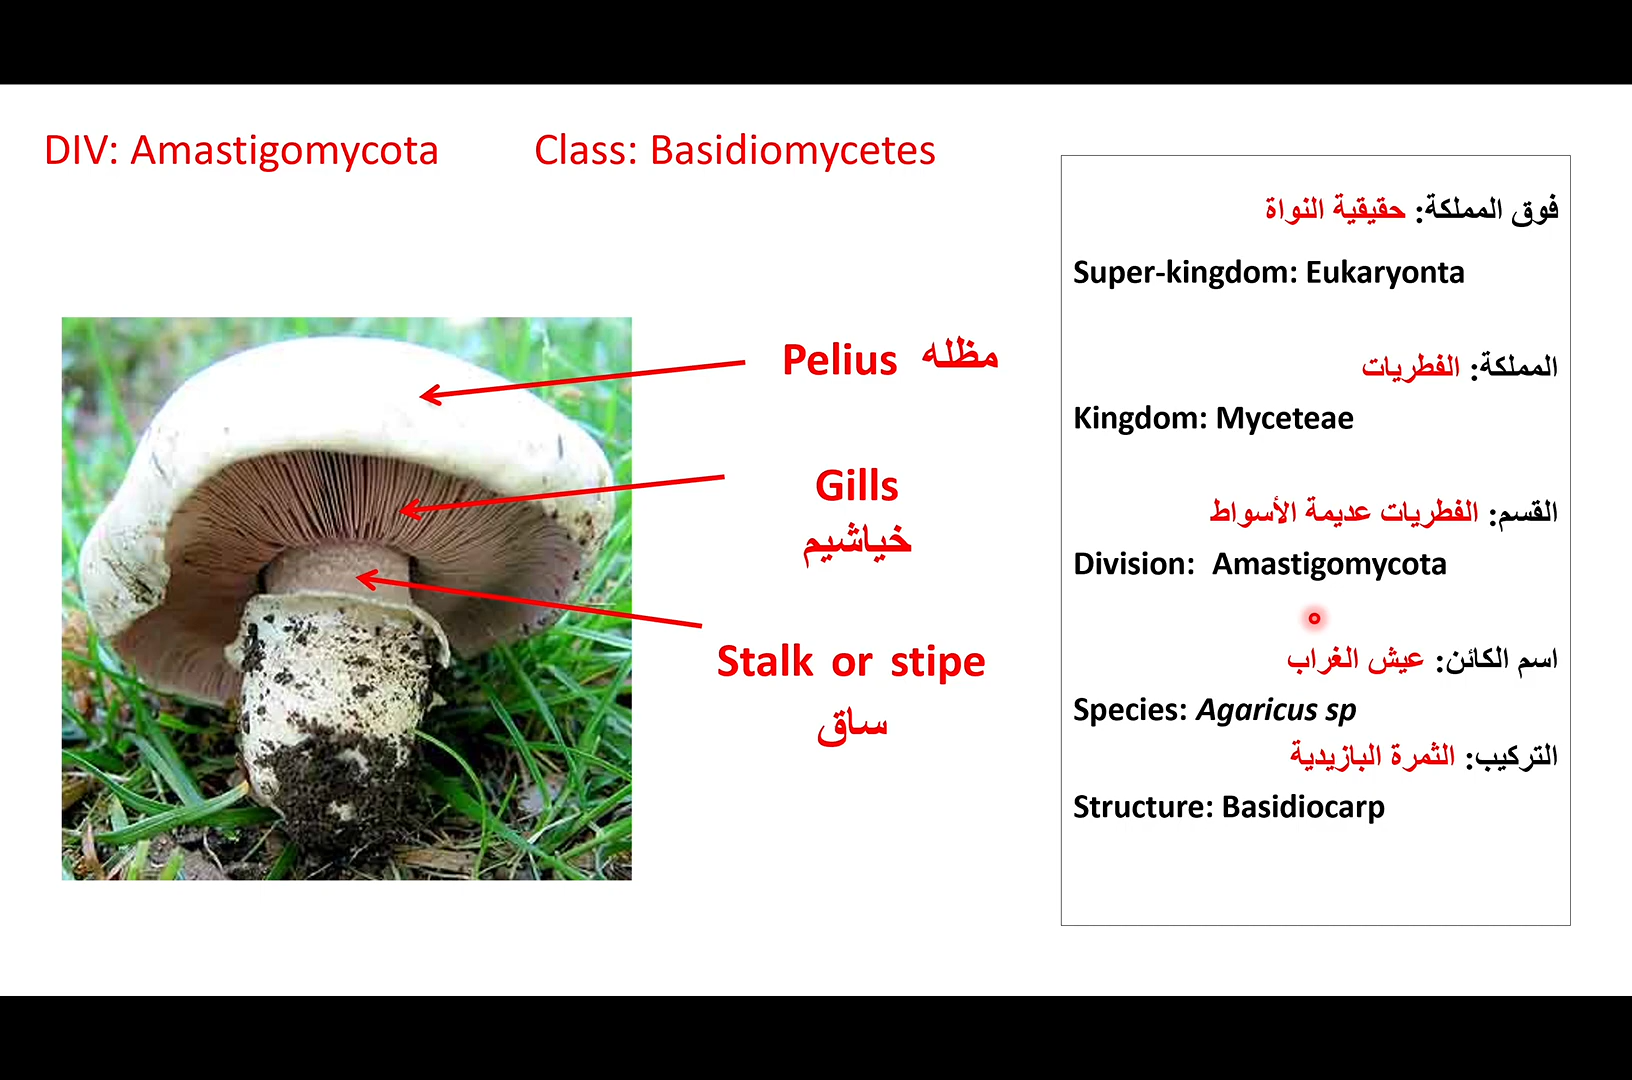 DIV: Amastigomycota
Class: Basidiomycetes
Pelius مظله
Gills
خياشيم
Stalk or stipe
ساق
فوق المملكة: حقيقية النواة
Super-kingdom: Eukaryonta
المملكة: الفطريات
Kingdom: Myceteae
القسم: الفطريات عديمة الأسواط
Division: Amastigomycota
اسم الكائن: عيش الغراب
Species: Agaricus sp
التركيب: الثمرة البازيدية
Structure: Basidiocarp